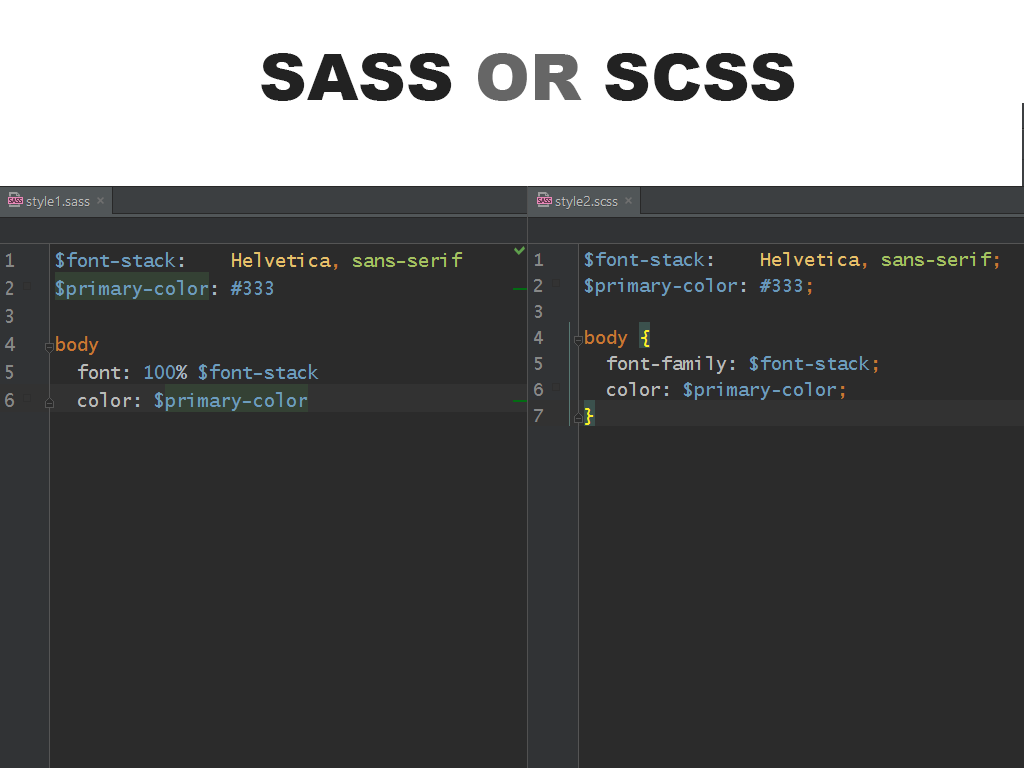 SASS OR SCSS
style1.sass
1 $font-stack:    Helvetica, sans-serif
2 $primary-color: #333
3
4 body
5   font: 100% $font-stack
6   color: $primary-color
style2.scss
1 $font-stack:    Helvetica, sans-serif;
2 $primary-color: #333;
3
4 body {
5   font-family: $font-stack;
6   color: $primary-color;
7 }